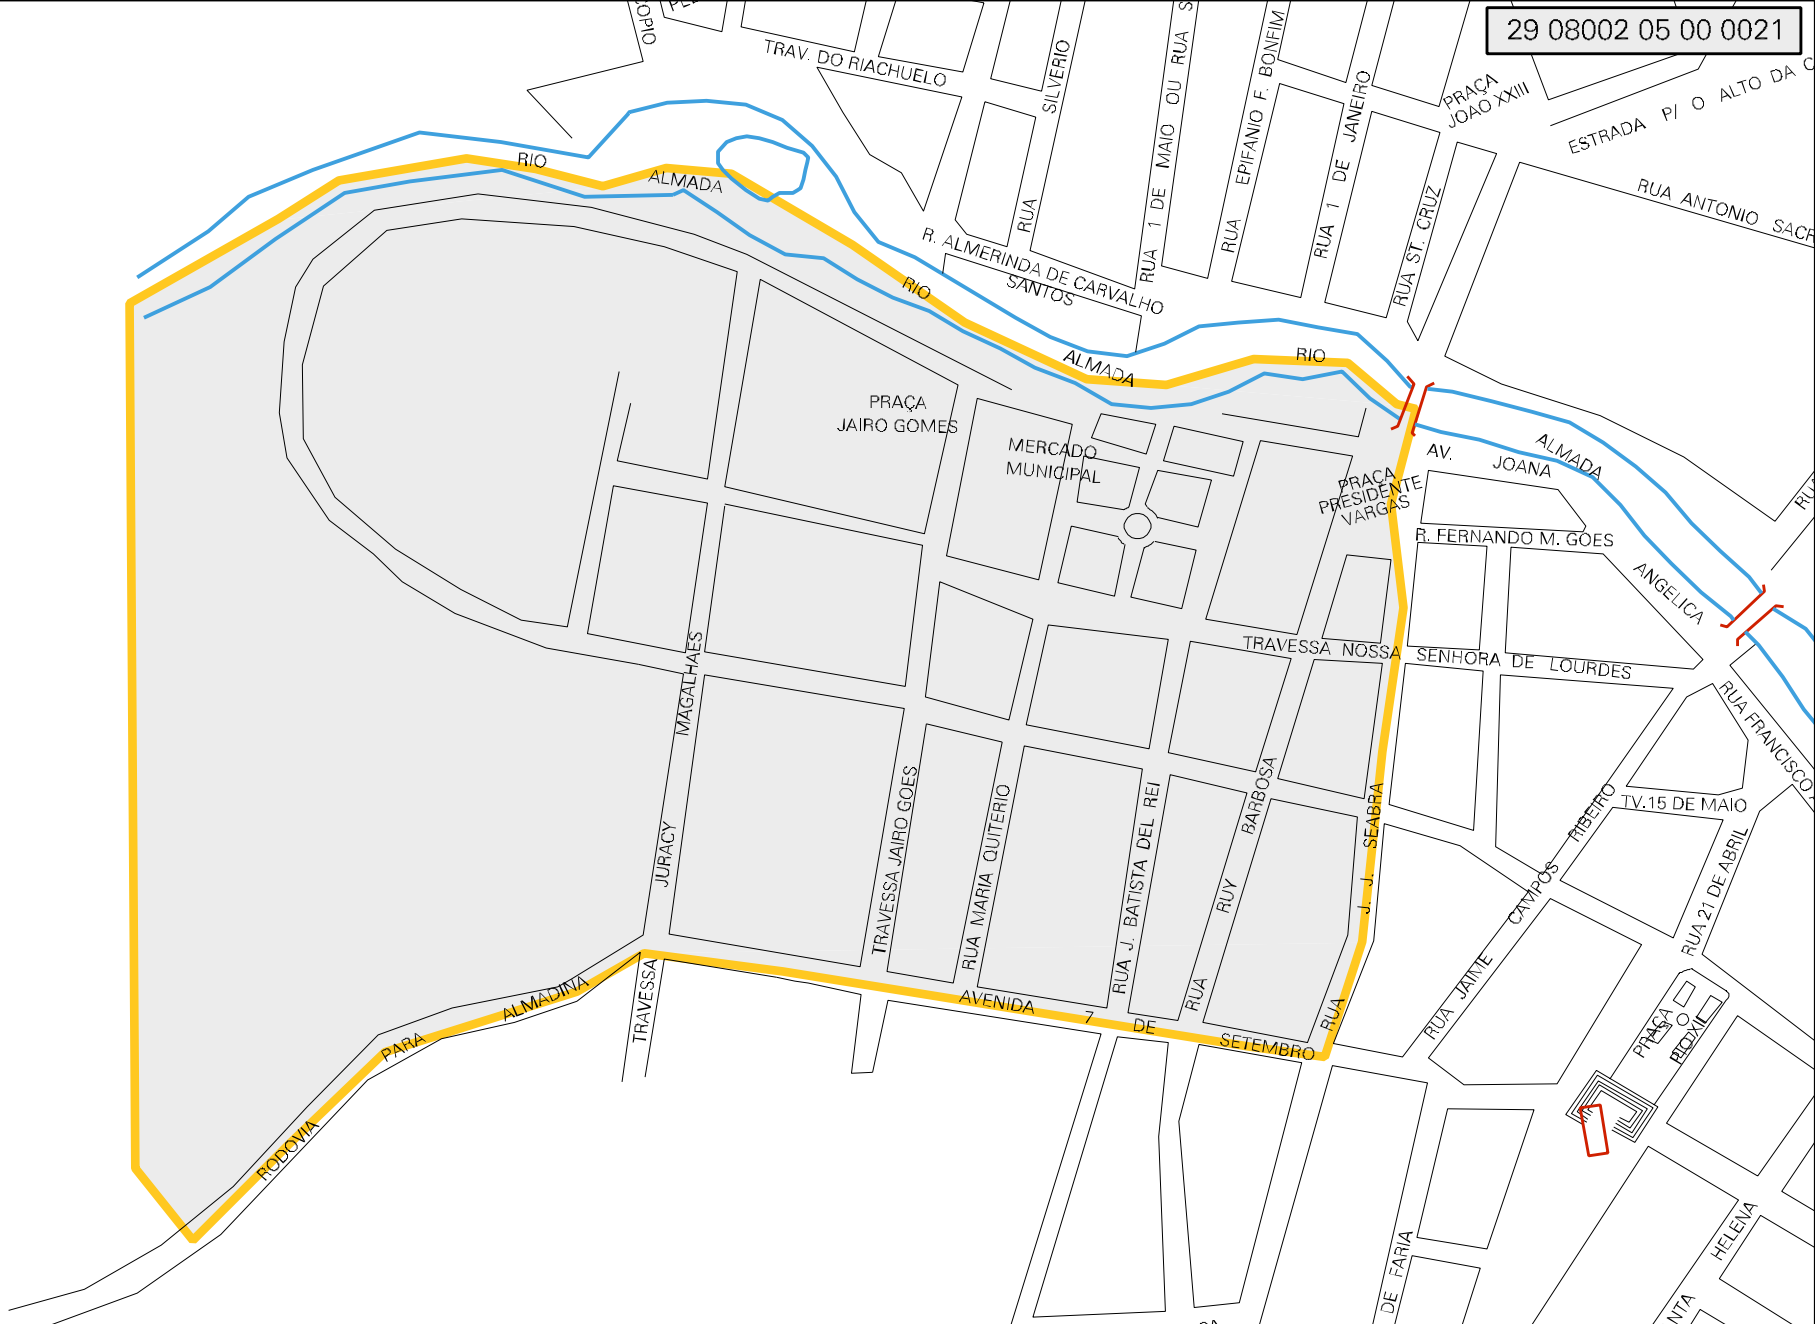 29 08002 05 00 0021
TRAV. DO RIACHUELO
SILVERIO
RUA
RUA 1 DE MAIO OU RUA S
RUA EPIFANIO F. BONFIM
RUA 1 DE JANEIRO
PRAÇA
JOAO XXIII
ESTRADA P/ O ALTO DA C
RUA ST. CRUZ
RUA ANTONIO SACR
RIO
ALMADA
R. ALMERINDA DE CARVALHO
SANTOS
RIO
ALMADA
RIO
PRAÇA
JAIRO GOMES
MERCADO
MUNICIPAL
PRAÇA
PRESIDENTE
VARGAS
AV. JOANA
ALMADA
ANGELICA
R. FERNANDO M. GOES
TRAVESSA NOSSA SENHORA DE LOURDES
RUA FRANCISCO
TV.15 DE MAIO
RUA 21 DE ABRIL
RUA JAIME CAMPOS RIBEIRO
JURACY MAGALHAES
TRAVESSA
TRAVESSA JAIRO GOES
RUA MARIA QUITERIO
RUA J. BATISTA DEL REI
RUA RUY BARBOSA
RUA J. J. SEABRA
AVENIDA 7 DE SETEMBRO
RODOVIA PARA ALMADINA
PRAÇA
PIO XII
DE FARIA
HELENA
NTA
COPIO
RU